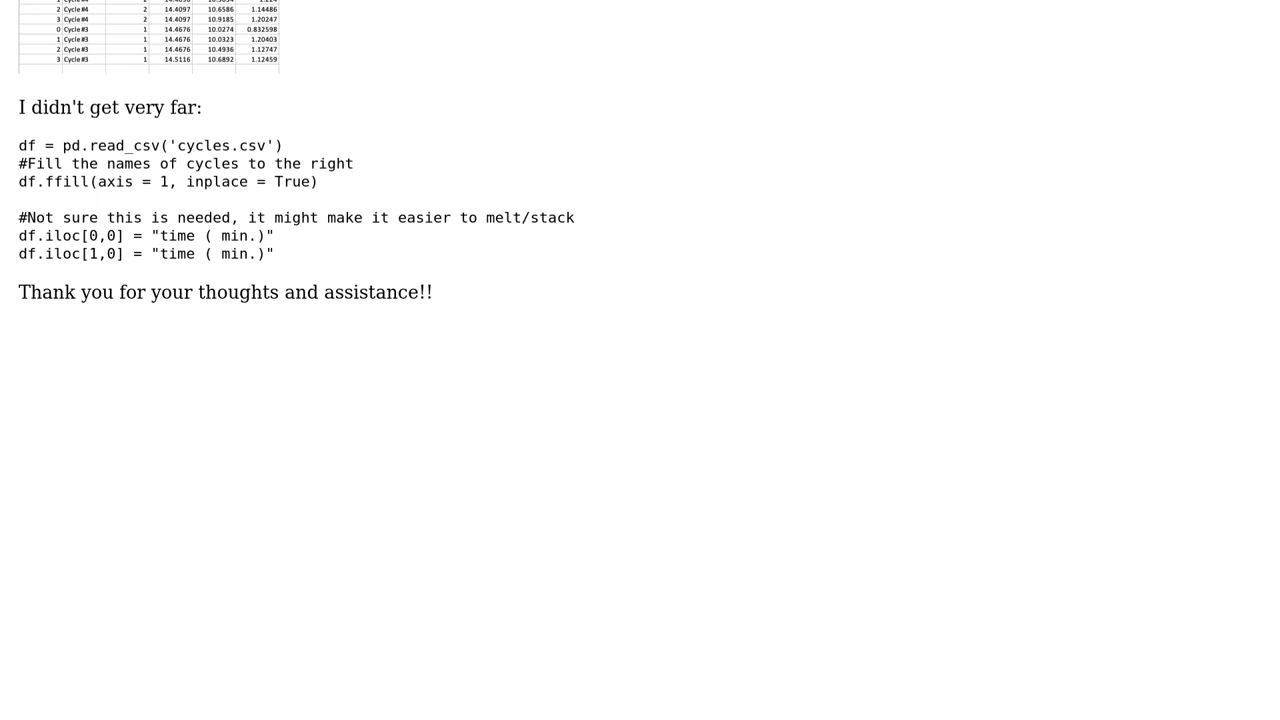 2 Cycle #4 2 14.4097 10.6586 1.14486
3 Cycle #4 2 14.4097 10.9185 1.20247
0 Cycle #3 1 14.4676 10.0274 0.832598
1 Cycle #3 1 14.4676 10.0323 1.20403
2 Cycle #3 1 14.4676 10.4936 1.12747
3 Cycle #3 1 14.5116 10.6892 1.12459
I didn't get very far:
df = pd.read_csv('cycles.csv')
#Fill the names of cycles to the right
df.ffill(axis = 1, inplace = True)
#Not sure this is needed, it might make it easier to melt/stack
df.iloc[0,0] = "time ( min.)"
df.iloc[1,0] = "time ( min.)"
Thank you for your thoughts and assistance!!